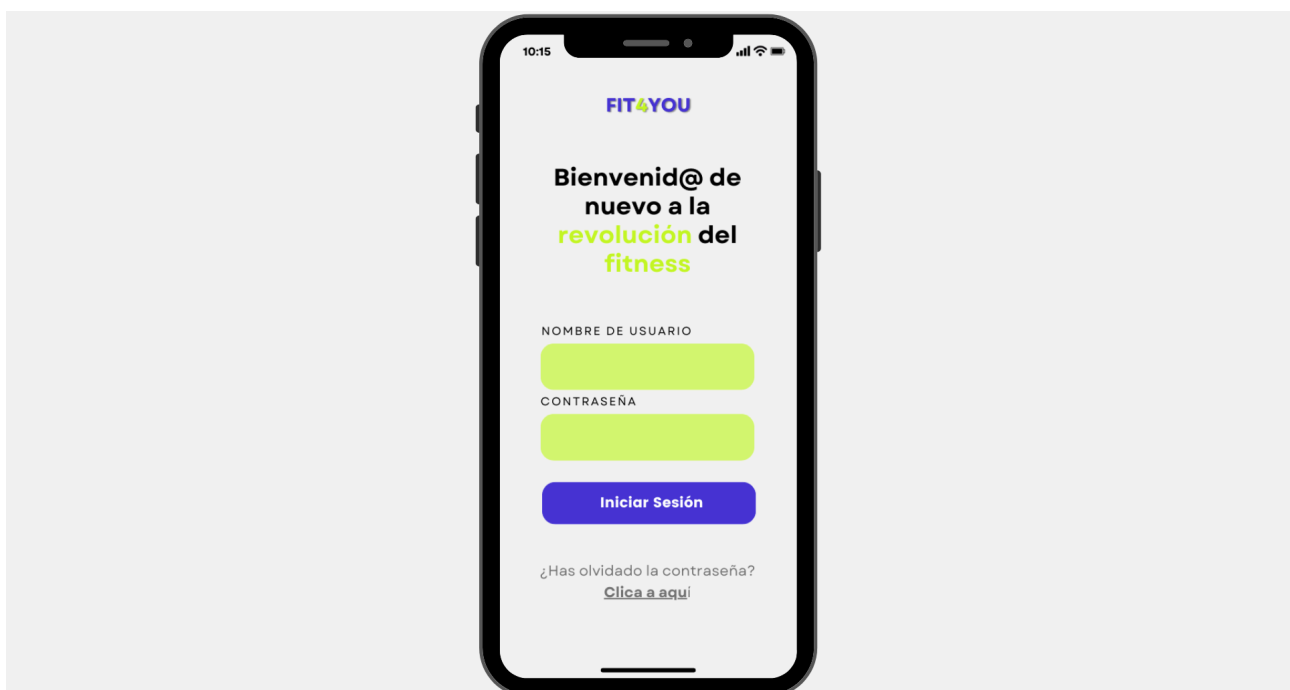 10:15
FIT4YOU
Bienvenid@ de
nuevo a la
revolución del
fitness
NOMBRE DE USUARIO
CONTRASEÑA
Iniciar Sesión
¿Has olvidado la contraseña?
Clica a aquí